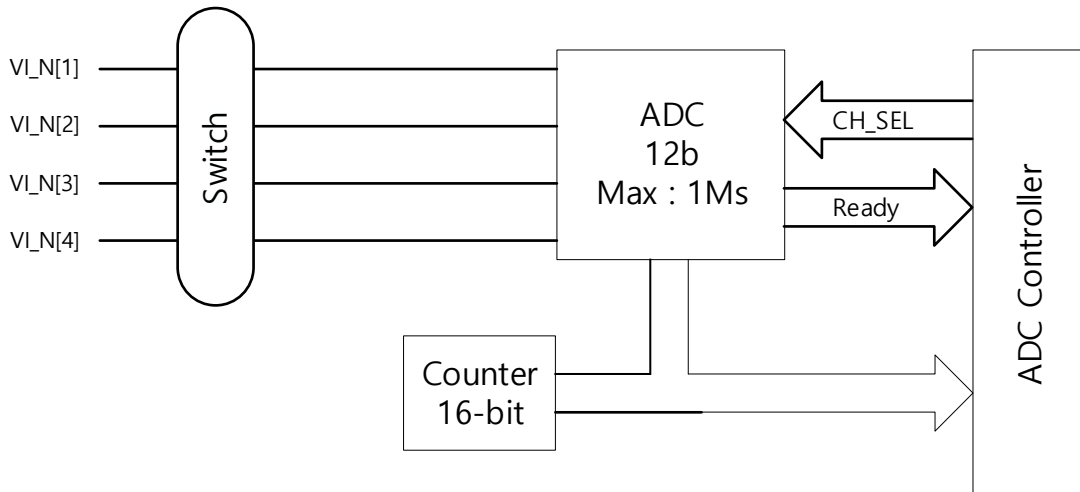 VI_N[1]
VI_N[2]
VI_N[3]
VI_N[4]
Switch
ADC
12b
Max : 1Ms
CH_SEL
Ready
Counter
16-bit
ADC Controller